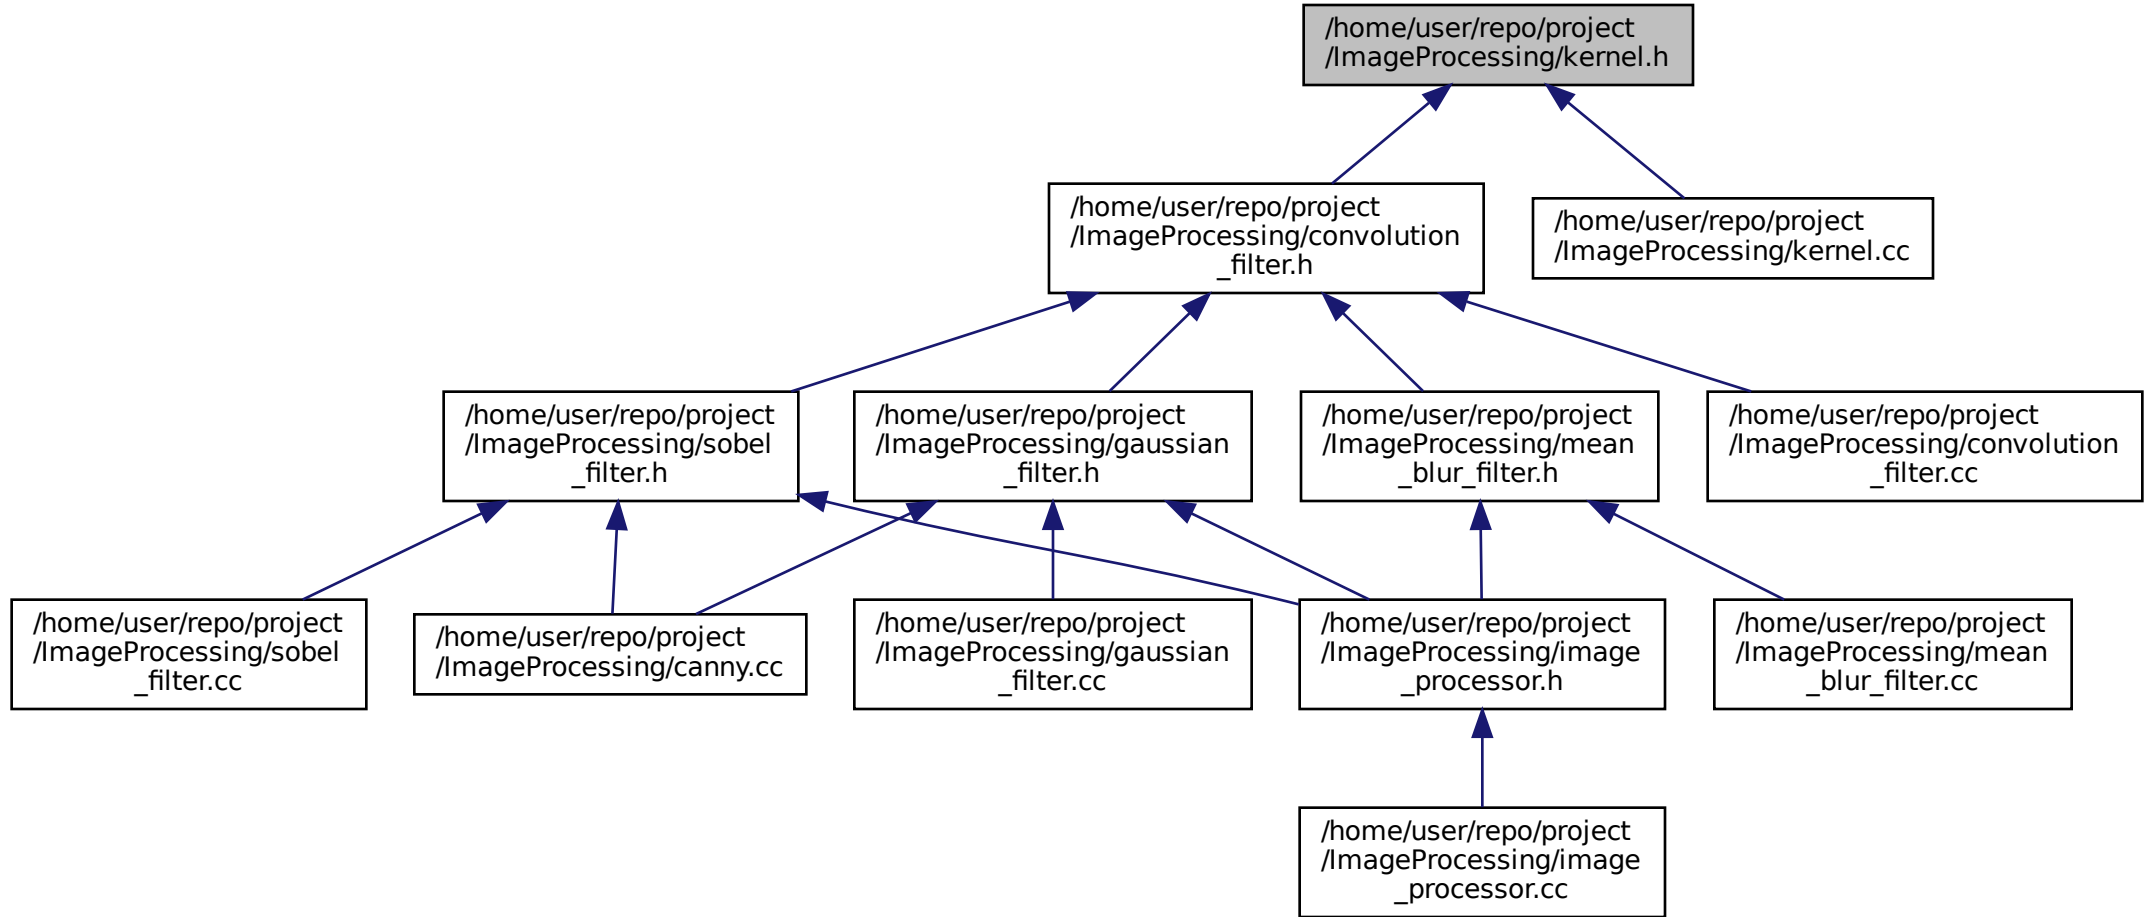 /home/user/repo/project
/ImageProcessing/kernel.h
/home/user/repo/project
/ImageProcessing/convolution
_filter.h
/home/user/repo/project
/ImageProcessing/kernel.cc
/home/user/repo/project
/ImageProcessing/sobel
_filter.h
/home/user/repo/project
/ImageProcessing/gaussian
_filter.h
/home/user/repo/project
/ImageProcessing/mean
_blur_filter.h
/home/user/repo/project
/ImageProcessing/convolution
_filter.cc
/home/user/repo/project
/ImageProcessing/sobel
_filter.cc
/home/user/repo/project
/ImageProcessing/canny.cc
/home/user/repo/project
/ImageProcessing/gaussian
_filter.cc
/home/user/repo/project
/ImageProcessing/image
_processor.h
/home/user/repo/project
/ImageProcessing/mean
_blur_filter.cc
/home/user/repo/project
/ImageProcessing/image
_processor.cc